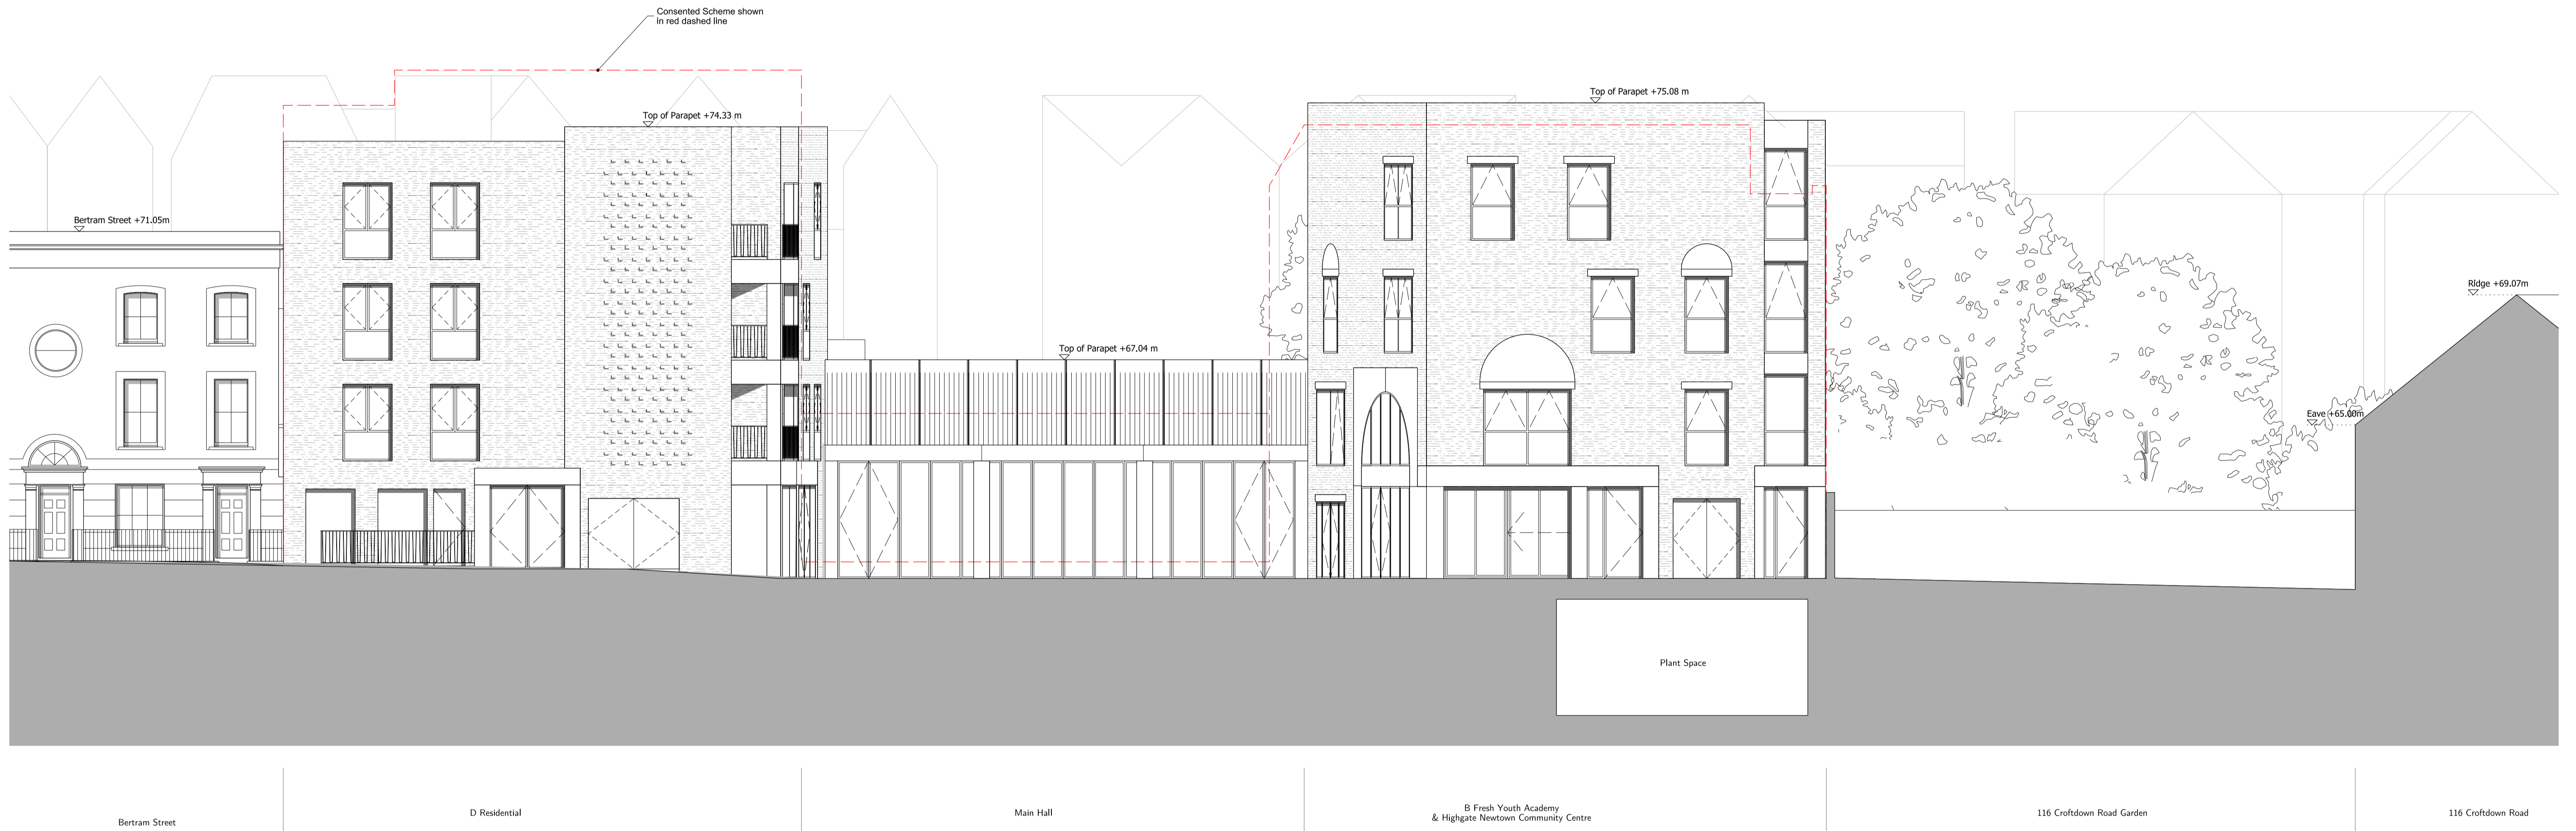 Consented Scheme shown
in red dashed line
Top of Parapet +75.08 m
Top of Parapet +74.33 m
Bertram Street +71.05m
Ridge +69.07m
Top of Parapet +67.04 m
Eave +65.00m
Plant Space
Bertram Street
D Residential
Main Hall
B Fresh Youth Academy
& Highgate Newtown Community Centre
116 Croftdown Road Garden
116 Croftdown Road